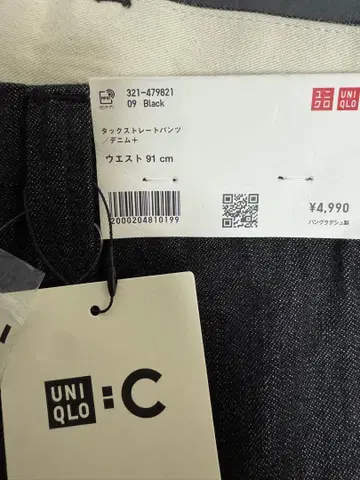 321-479821
09 Black
ユニ
クロ
UNI
QLO
タックストレートパンツ
/デニム+
ウエスト 91 cm
2000204810199
¥4,990
バングラデシュ製
UNI
QLO
:C